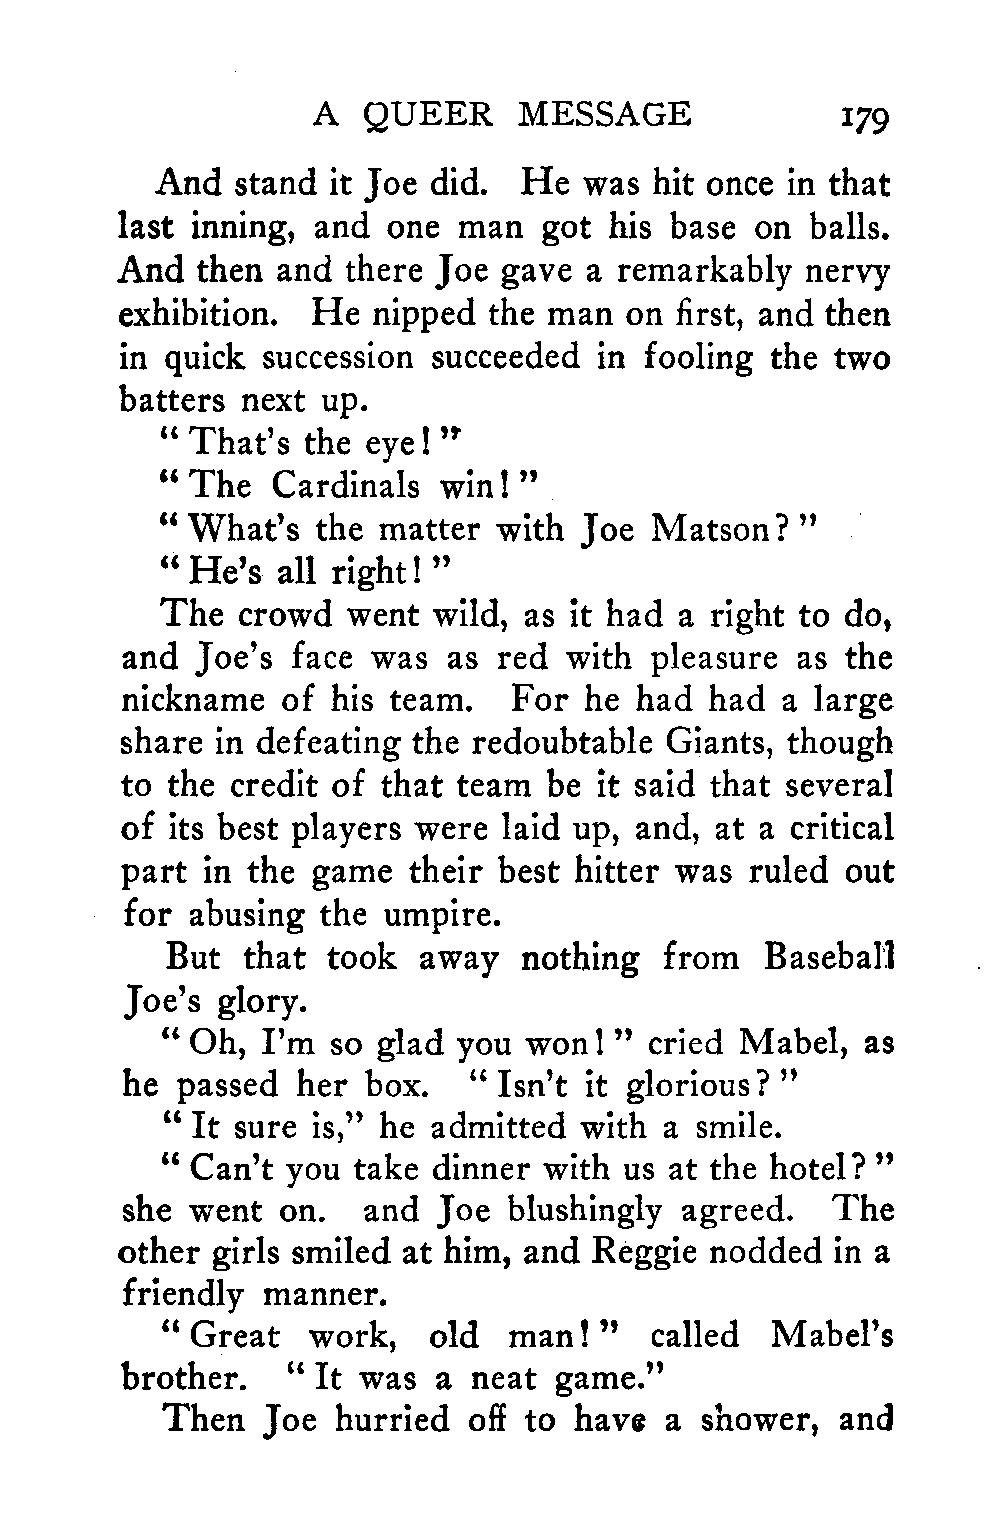 A QUEER MESSAGE 179
And stand it Joe did. He was hit once in that
last inning, and one man got his base on balls.
And then and there Joe gave a remarkably nervy
exhibition. He nipped the man on first, and then
in quick succession succeeded in fooling the two
batters next up.
“ That’s the eye! ”
“ The Cardinals win! ”
“ What’s the matter with Joe Matson? ”
“ He’s all right! ”
The crowd went wild, as it had a right to do,
and Joe’s face was as red with pleasure as the
nickname of his team. For he had had a large
share in defeating the redoubtable Giants, though
to the credit of that team be it said that several
of its best players were laid up, and, at a critical
part in the game their best hitter was ruled out
for abusing the umpire.
But that took away nothing from Baseball
Joe’s glory.
“ Oh, I’m so glad you won! ” cried Mabel, as
he passed her box. “ Isn’t it glorious? ”
“ It sure is,” he admitted with a smile.
“ Can’t you take dinner with us at the hotel? ”
she went on. and Joe blushingly agreed. The
other girls smiled at him, and Reggie nodded in a
friendly manner.
“ Great work, old man! ” called Mabel’s
brother. “ It was a neat game.”
Then Joe hurried off to have a shower, and